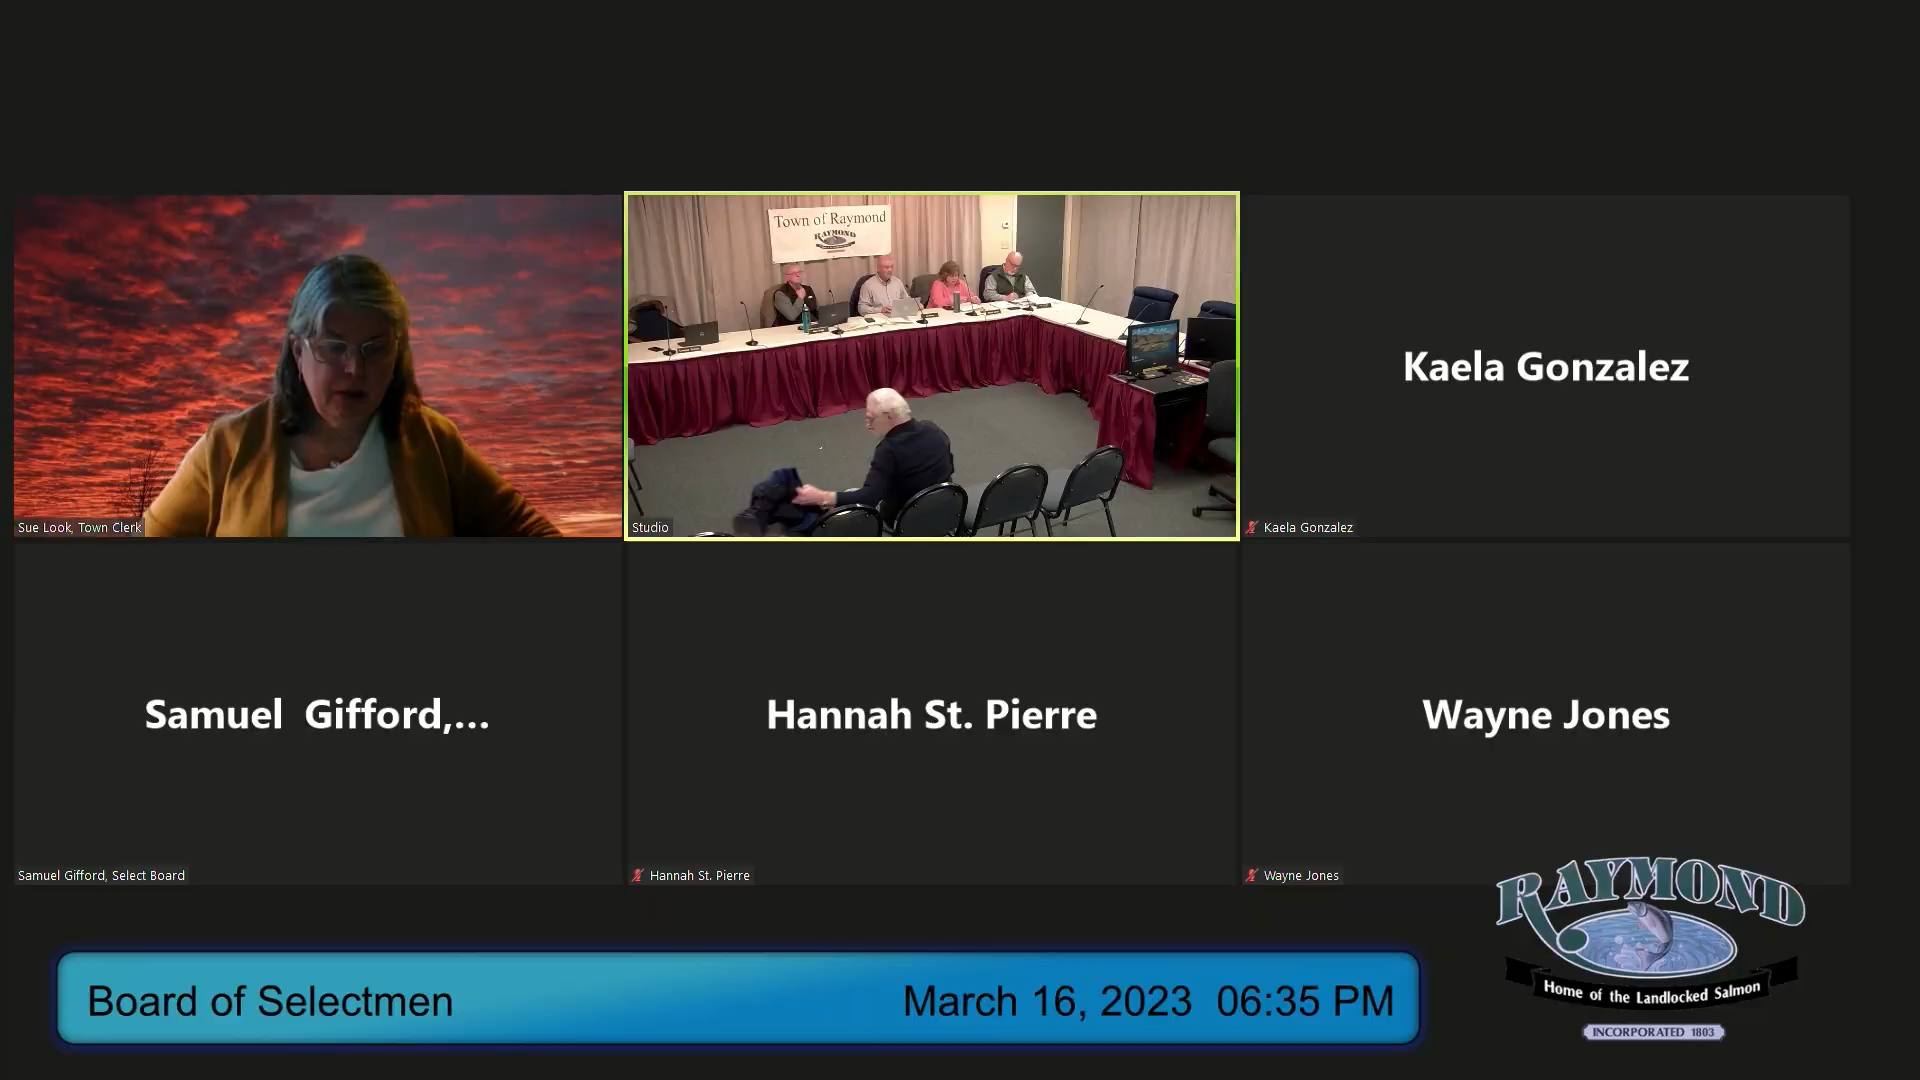 Town of Raymond
RAYMOND
Sue Look, Town Clerk
Studio
Kaela Gonzalez
Kaela Gonzalez
Samuel Gifford,...
Samuel Gifford, Select Board
Hannah St. Pierre
Hannah St. Pierre
Wayne Jones
Wayne Jones
RAYMOND
Home of the Landlocked Salmon
INCORPORATED 1803
Board of Selectmen
March 16, 2023 06:35 PM